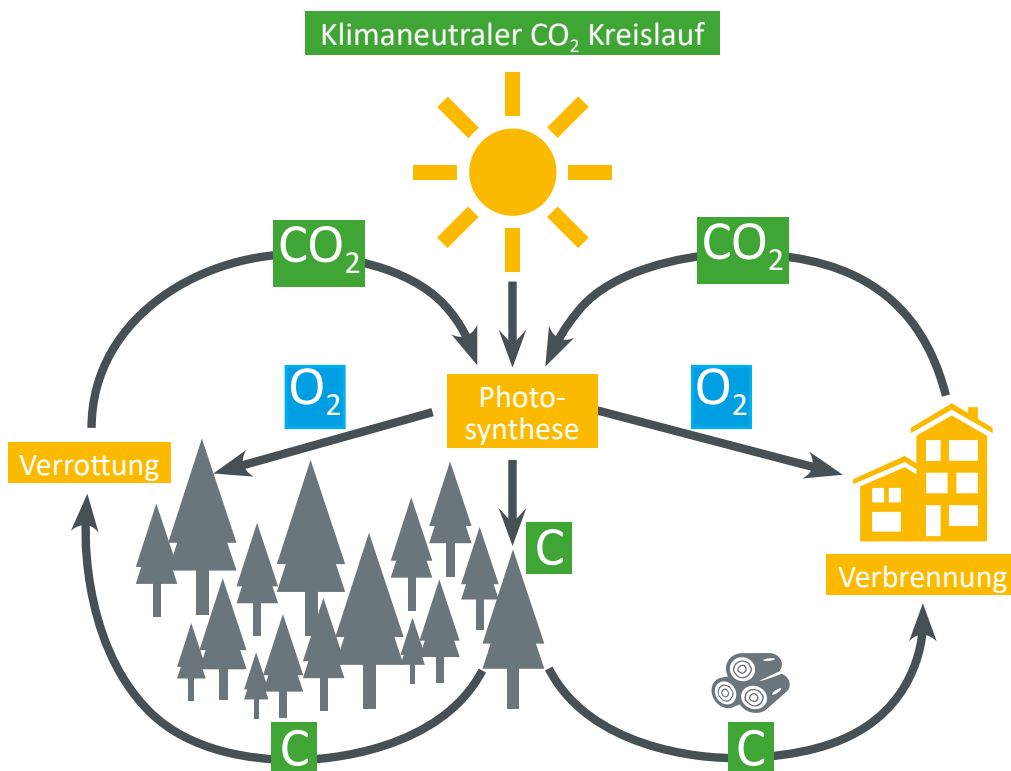 Klimaneutraler CO₂ Kreislauf
CO₂
CO₂
O₂
O₂
Photo-
synthese
Verrottung
C
Verbrennung
C
C